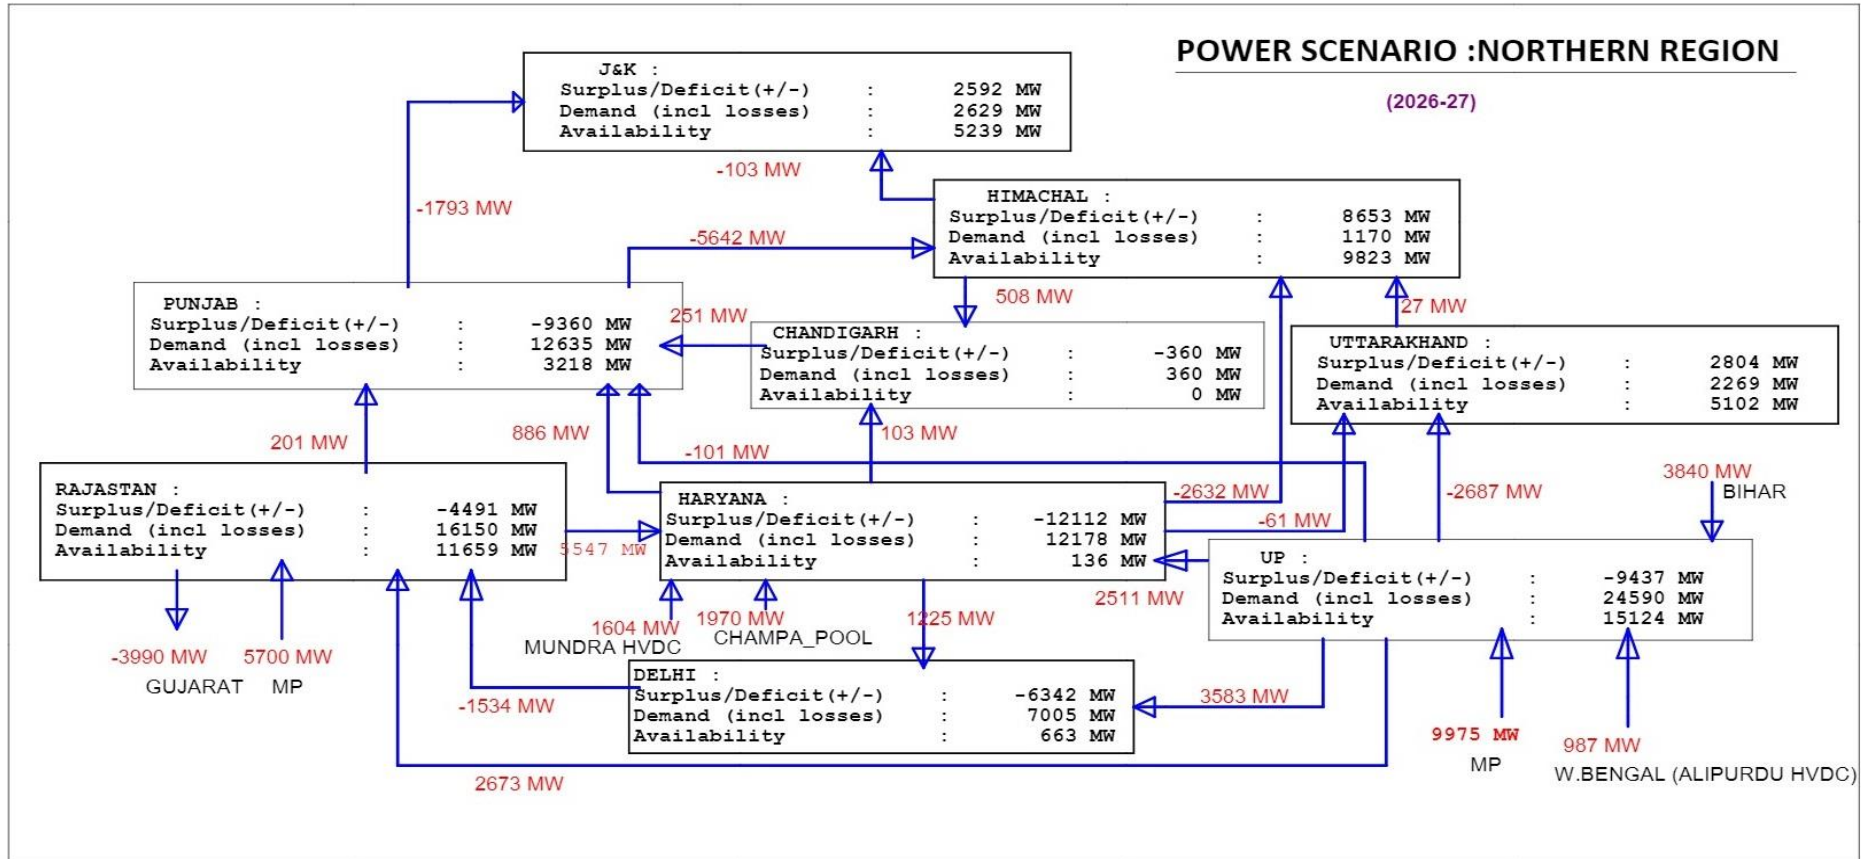 POWER SCENARIO :NORTHERN REGION
(2026-27)
J&K :
Surplus/Deficit(+/-) : 2592 MW
Demand (incl losses) : 2629 MW
Availability : 5239 MW
-103 MW
-1793 MW
HIMACHAL :
Surplus/Deficit(+/-) : 8653 MW
Demand (incl losses) : 1170 MW
Availability : 9823 MW
-5642 MW
508 MW
27 MW
PUNJAB :
Surplus/Deficit(+/-) : -9360 MW
Demand (incl losses) : 12635 MW
Availability : 3218 MW
251 MW
CHANDIGARH :
Surplus/Deficit(+/-) : -360 MW
Demand (incl losses) : 360 MW
Availability : 0 MW
UTTARAKHAND :
Surplus/Deficit(+/-) : 2804 MW
Demand (incl losses) : 2269 MW
Availability : 5102 MW
201 MW
886 MW
103 MW
-101 MW
3840 MW
BIHAR
RAJASTAN :
Surplus/Deficit(+/-) : -4491 MW
Demand (incl losses) : 16150 MW
Availability : 11659 MW
5547 MW
HARYANA :
Surplus/Deficit(+/-) : -12112 MW
Demand (incl losses) : 12178 MW
Availability : 136 MW
-2632 MW
-61 MW
-2687 MW
2511 MW
UP :
Surplus/Deficit(+/-) : -9437 MW
Demand (incl losses) : 24590 MW
Availability : 15124 MW
-3990 MW
GUJARAT
5700 MW
MP
1604 MW
MUNDRA HVDC
1970 MW
CHAMPA_POOL
1225 MW
DELHI :
Surplus/Deficit(+/-) : -6342 MW
Demand (incl losses) : 7005 MW
Availability : 663 MW
-1534 MW
3583 MW
9975 MW
MP
987 MW
W.BENGAL (ALIPURDU HVDC)
2673 MW